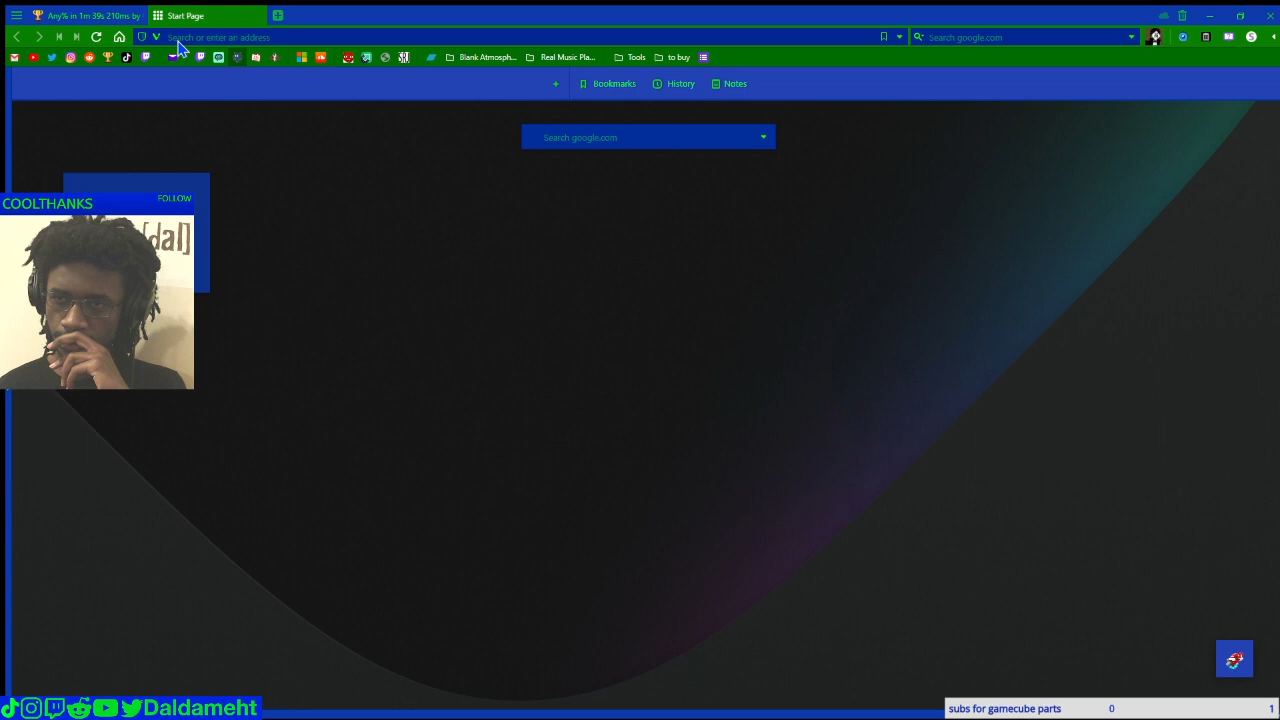 Any% in 1m 39s 210ms by
Start Page
Search or enter an address
Search google.com
Blank Atmosph...
Real Music Pla...
Tools
to buy
+
Bookmarks
History
Notes
Search google.com
COOLTHANKS
FOLLOW
[dal]
Daldameht
subs for gamecube parts 0 1